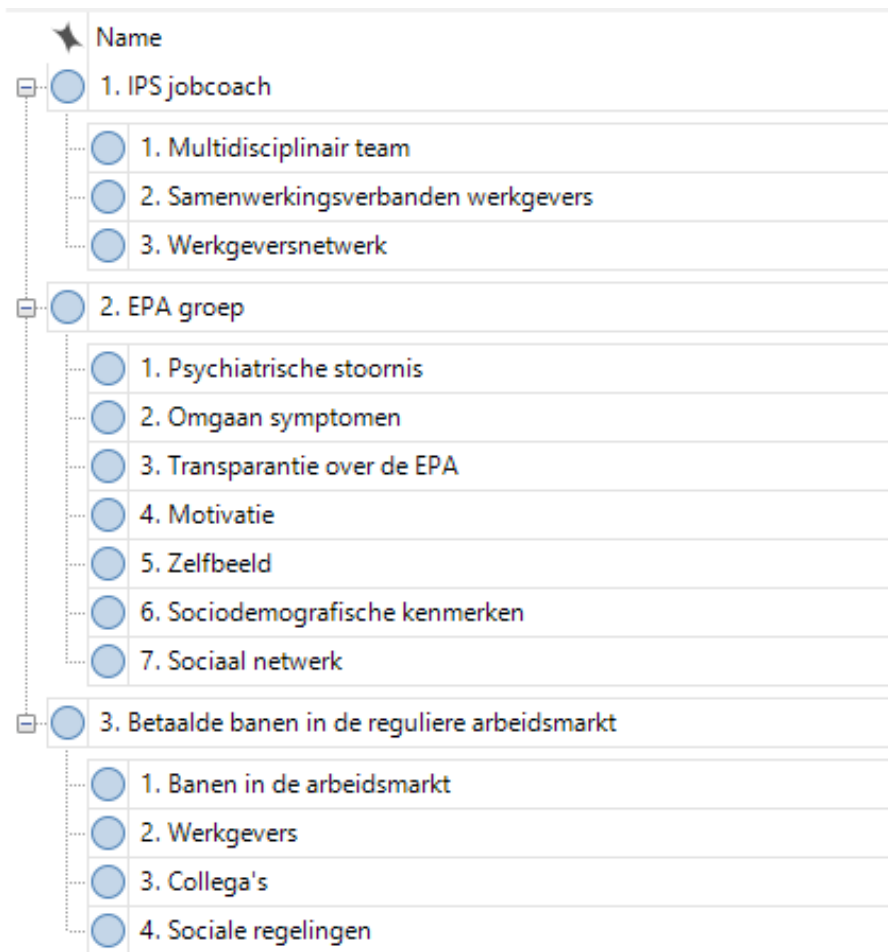 Name
1. IPS jobcoach
1. Multidisciplinair team
2. Samenwerkingsverbanden werkgevers
3. Werkgeversnetwerk
2. EPA groep
1. Psychiatrische stoornis
2. Omgaan symptomen
3. Transparantie over de EPA
4. Motivatie
5. Zelfbeeld
6. Sociodemografische kenmerken
7. Sociaal netwerk
3. Betaalde banen in de reguliere arbeidsmarkt
1. Banen in de arbeidsmarkt
2. Werkgevers
3. Collega's
4. Sociale regelingen